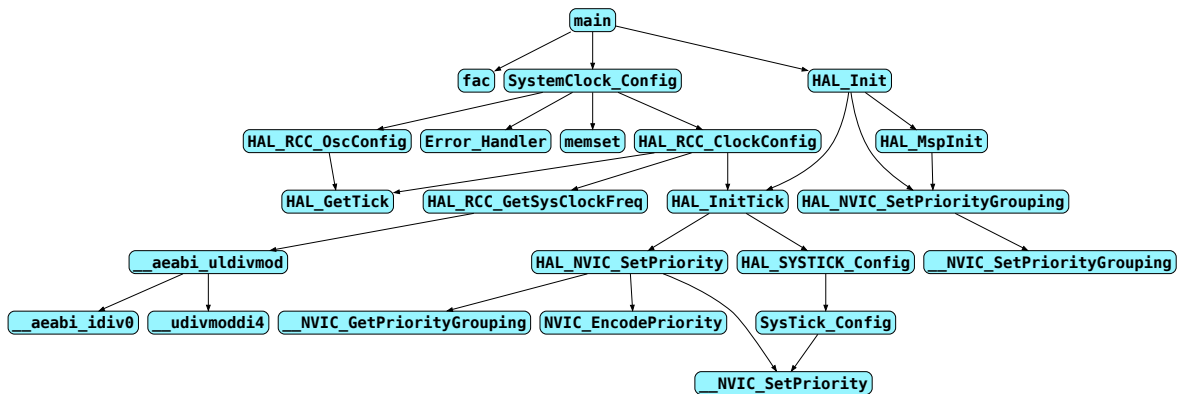 main
fac
SystemClock_Config
HAL_Init
HAL_RCC_OscConfig
Error_Handler
memset
HAL_RCC_ClockConfig
HAL_MspInit
HAL_GetTick
HAL_RCC_GetSysClockFreq
HAL_InitTick
HAL_NVIC_SetPriorityGrouping
__aeabi_uldivmod
HAL_NVIC_SetPriority
HAL_SYSTICK_Config
__NVIC_SetPriorityGrouping
__aeabi_idiv0
__udivmoddi4
__NVIC_GetPriorityGrouping
NVIC_EncodePriority
SysTick_Config
__NVIC_SetPriority